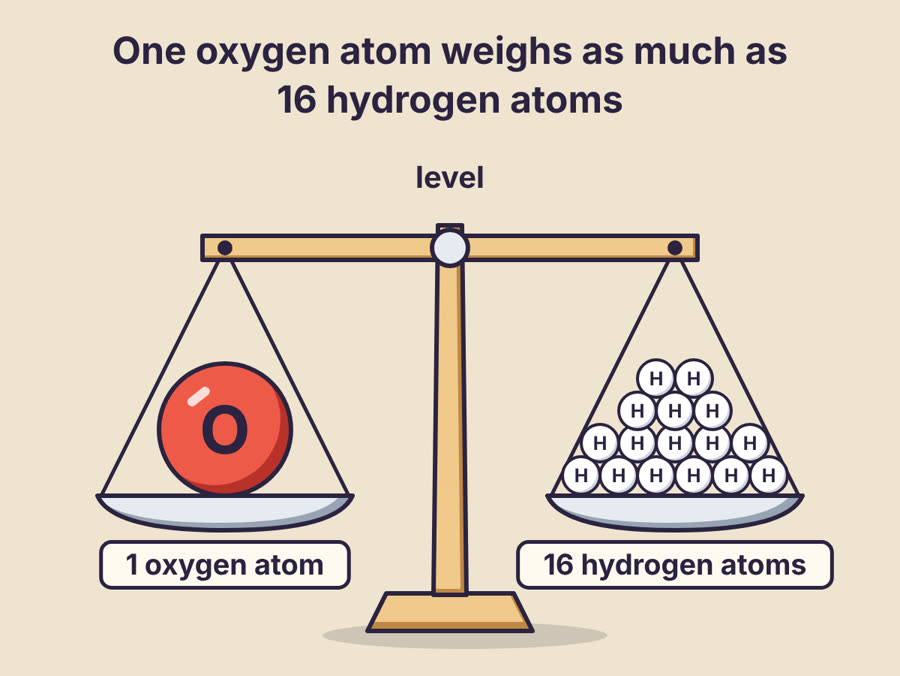 One oxygen atom weighs as much as
16 hydrogen atoms
level
O
H H
H H H
H H H H H
H H H H H H
1 oxygen atom
16 hydrogen atoms